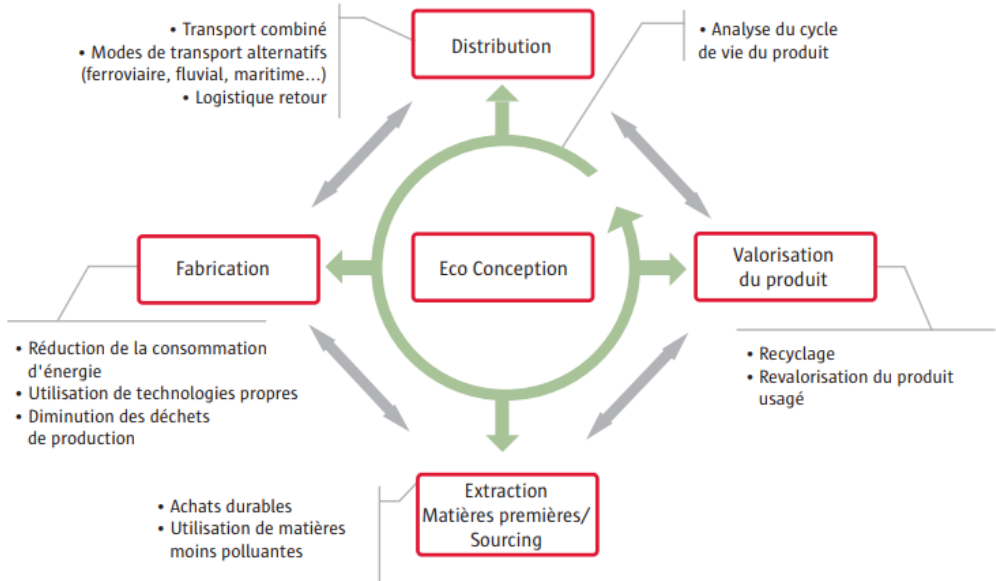 • Transport combiné
• Modes de transport alternatifs
(ferroviaire, fluvial, maritime...)
• Logistique retour
Distribution
• Analyse du cycle
de vie du produit
Fabrication
Eco Conception
Valorisation
du produit
• Réduction de la consommation
d'énergie
• Utilisation de technologies propres
• Diminution des déchets
de production
• Recyclage
• Revalorisation du produit
usagé
• Achats durables
• Utilisation de matières
moins polluantes
Extraction
Matières premières/
Sourcing